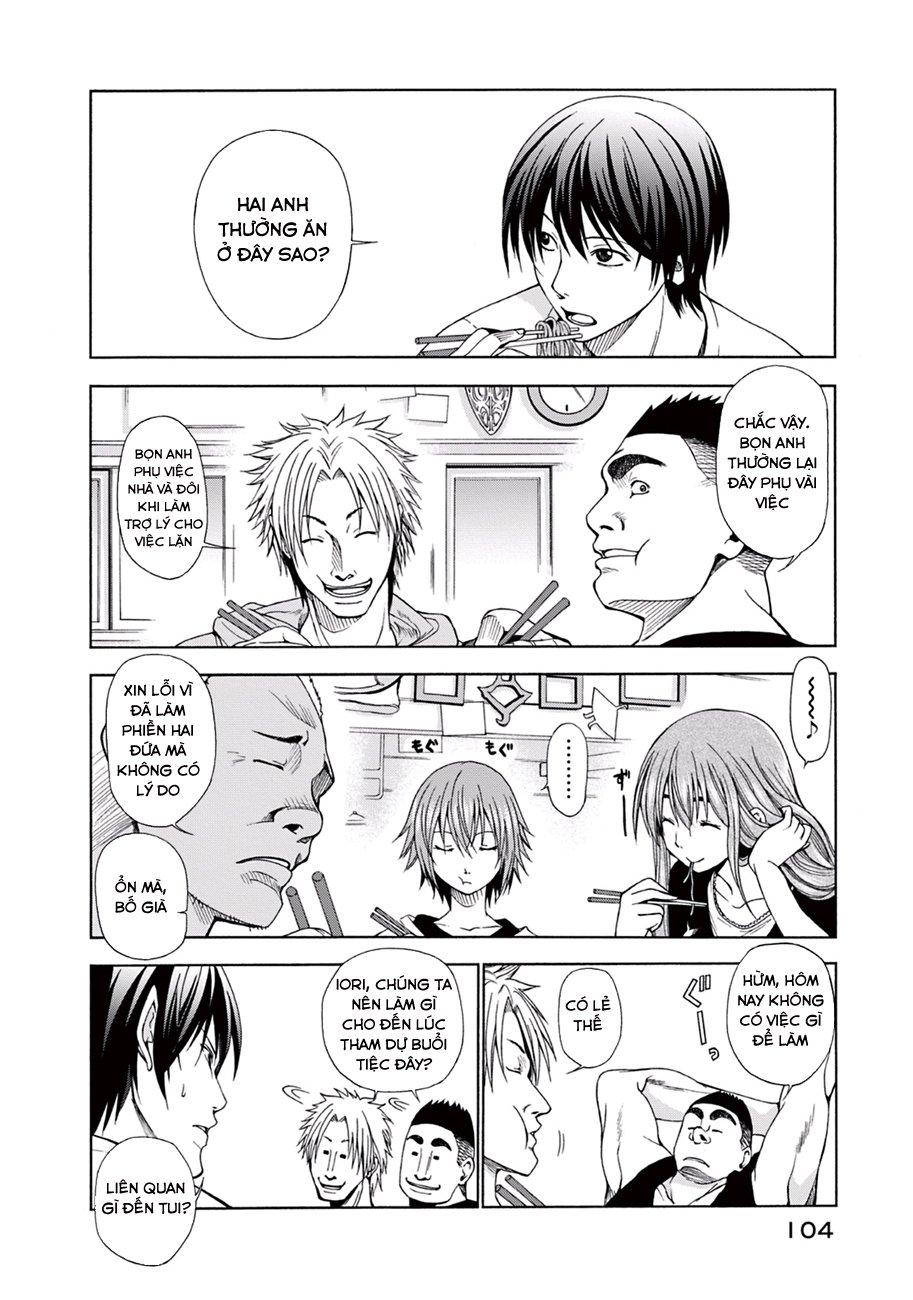 HAI ANH
THƯỜNG ĂN
Ở ĐÂY SAO?
CHẮC VẬY.
BỌN ANH
THƯỜNG LẠI
ĐÂY PHỤ VÀI
VIỆC
BỌN ANH
PHỤ VIỆC
NHÀ VÀ ĐÔI
KHI LÀM
TRỢ LÝ CHO
VIỆC LẶN
XIN LỖI VÌ
ĐÃ LÀM
PHIỀN HAI
ĐỨA MÀ
KHÔNG CÓ
LÝ DO
ỔN MÀ,
BỐ GIÀ
もぐ
もぐ
ず
HỪM, HÔM
NAY KHÔNG
CÓ VIỆC GÌ
ĐỂ LÀM
CÓ LẺ
THẾ
ぐぐっ
IORI, CHÚNG TA
NÊN LÀM GÌ
CHO ĐẾN LÚC
THAM DỰ BUỔI
TIỆC ĐÂY?
LIÊN QUAN
GÌ ĐẾN TUI?
104